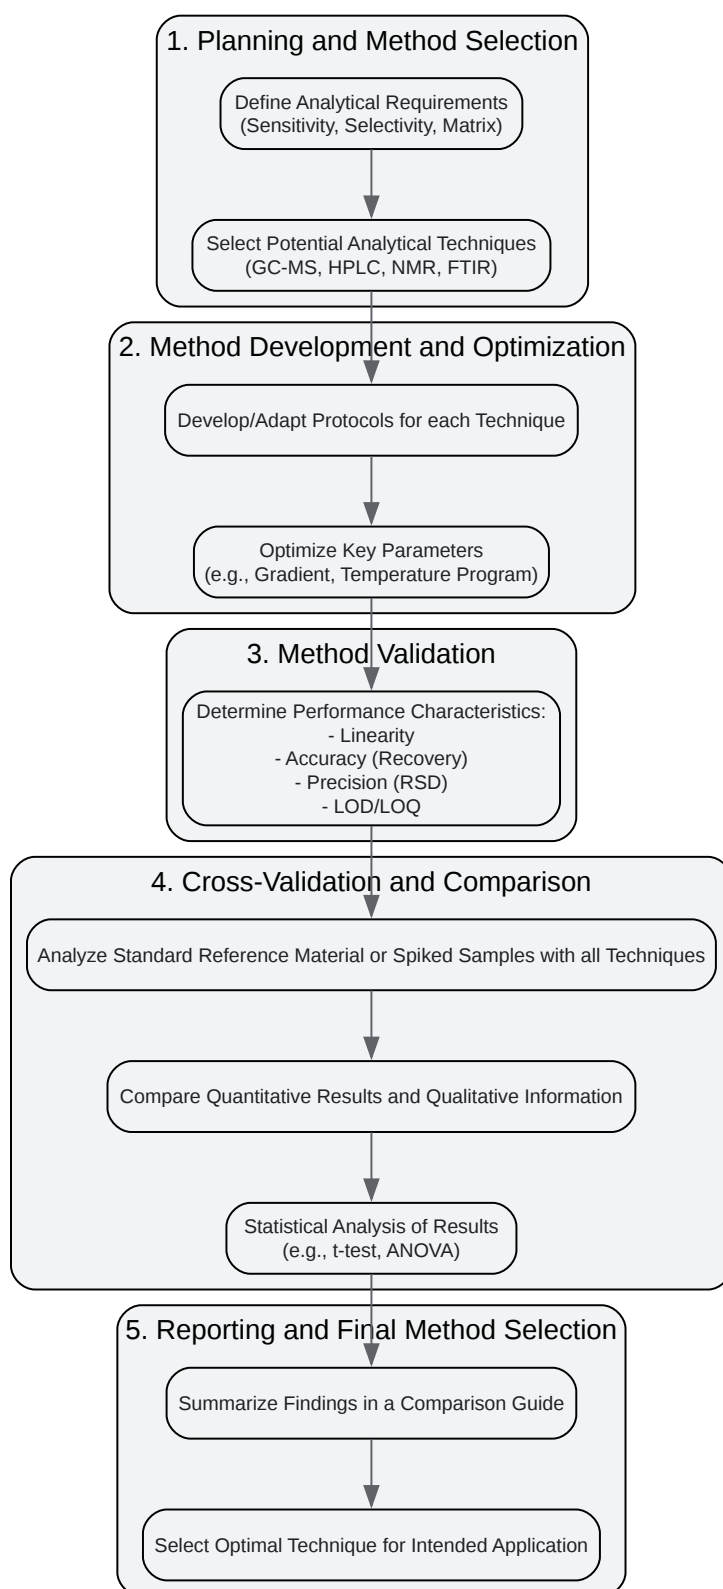 1. Planning and Method Selection
Define Analytical Requirements
(Sensitivity, Selectivity, Matrix)
Select Potential Analytical Techniques
(GC-MS, HPLC, NMR, FTIR)
2. Method Development and Optimization
Develop/Adapt Protocols for each Technique
Optimize Key Parameters
(e.g., Gradient, Temperature Program)
3. Method Validation
Determine Performance Characteristics:
- Linearity
- Accuracy (Recovery)
- Precision (RSD)
- LOD/LOQ
4. Cross-Validation and Comparison
Analyze Standard Reference Material or Spiked Samples with all Techniques
Compare Quantitative Results and Qualitative Information
Statistical Analysis of Results
(e.g., t-test, ANOVA)
5. Reporting and Final Method Selection
Summarize Findings in a Comparison Guide
Select Optimal Technique for Intended Application